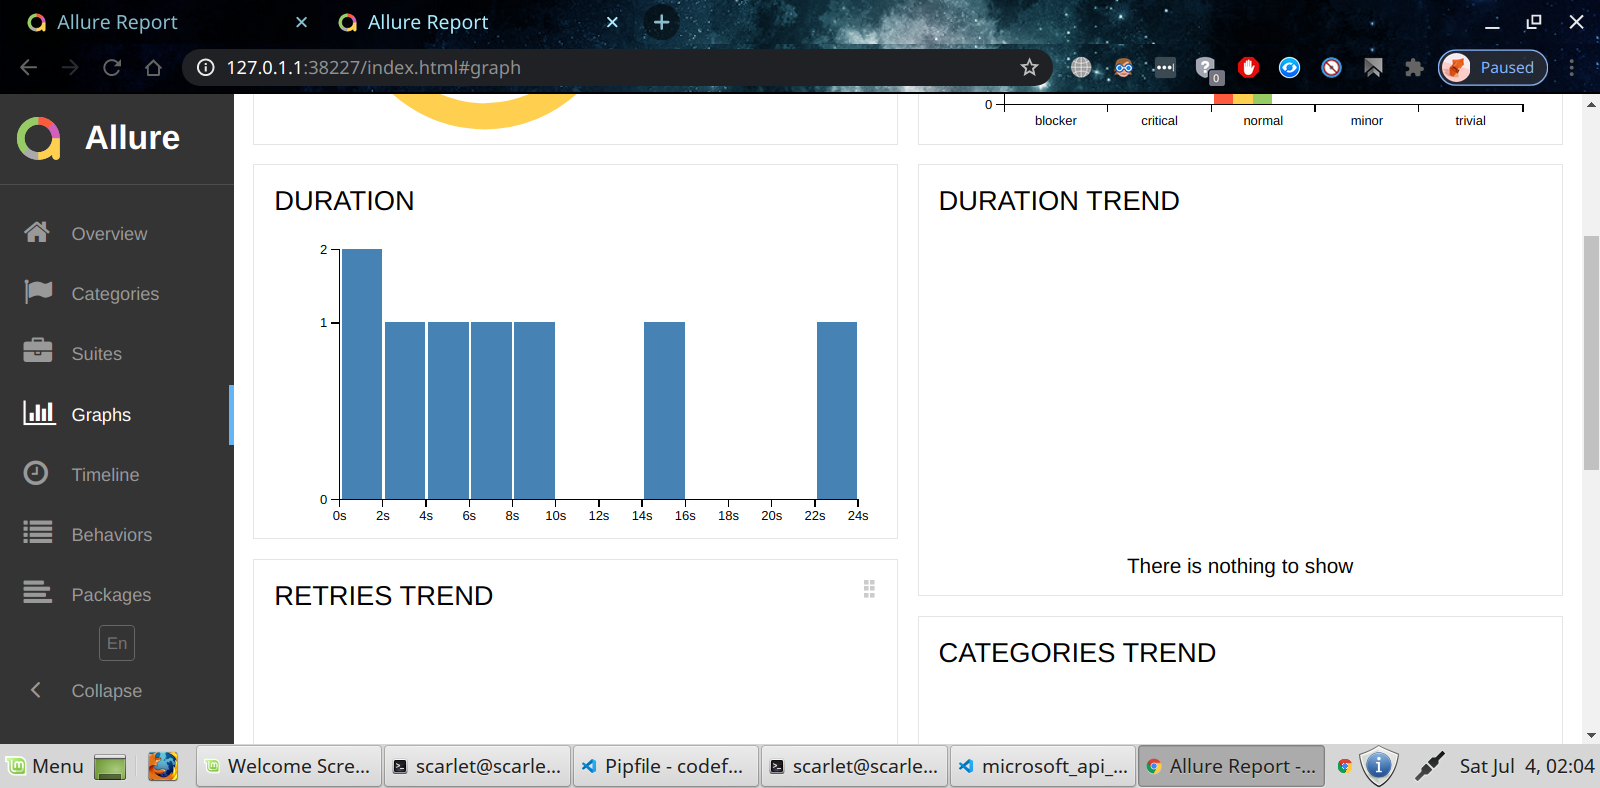 Allure Report
Allure Report
127.0.1.1:38227/index.html#graph
0
Paused
Allure
Overview
Categories
Suites
Graphs
Timeline
Behaviors
Packages
En
Collapse
0
blocker critical normal minor trivial
DURATION
2
1
0
0s 2s 4s 6s 8s 10s 12s 14s 16s 18s 20s 22s 24s
DURATION TREND
There is nothing to show
RETRIES TREND
CATEGORIES TREND
Menu
Welcome Scre...
scarlet@scarle...
Pipfile - codef...
scarlet@scarle...
microsoft_api_...
Allure Report -...
Sat Jul 4, 02:04